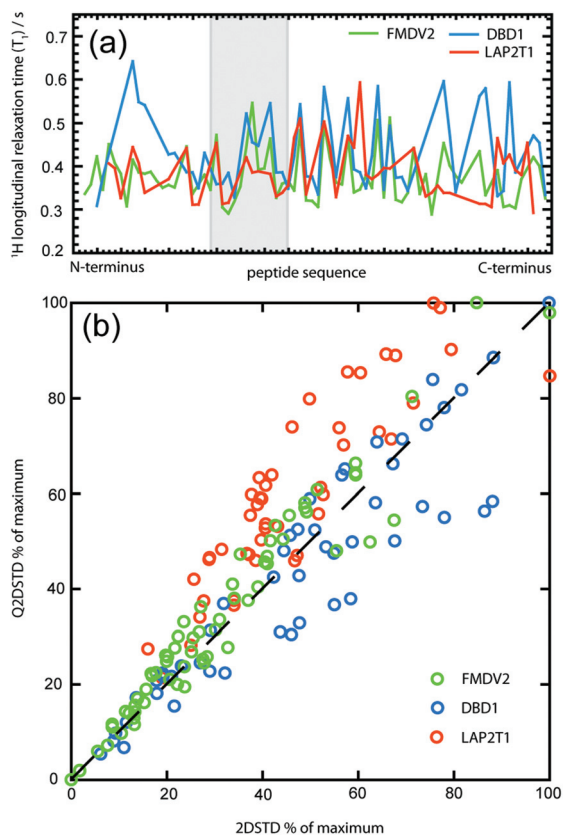 (a)
FMDV2
DBD1
LAP2T1
¹H longitudinal relaxation time (T₁) / s
0.7
0.6
0.5
0.4
0.3
0.2
N-terminus
peptide sequence
C-terminus
(b)
Q2DSTD % of maximum
100
80
60
40
20
0
FMDV2
DBD1
LAP2T1
0
20
40
60
80
100
2DSTD % of maximum